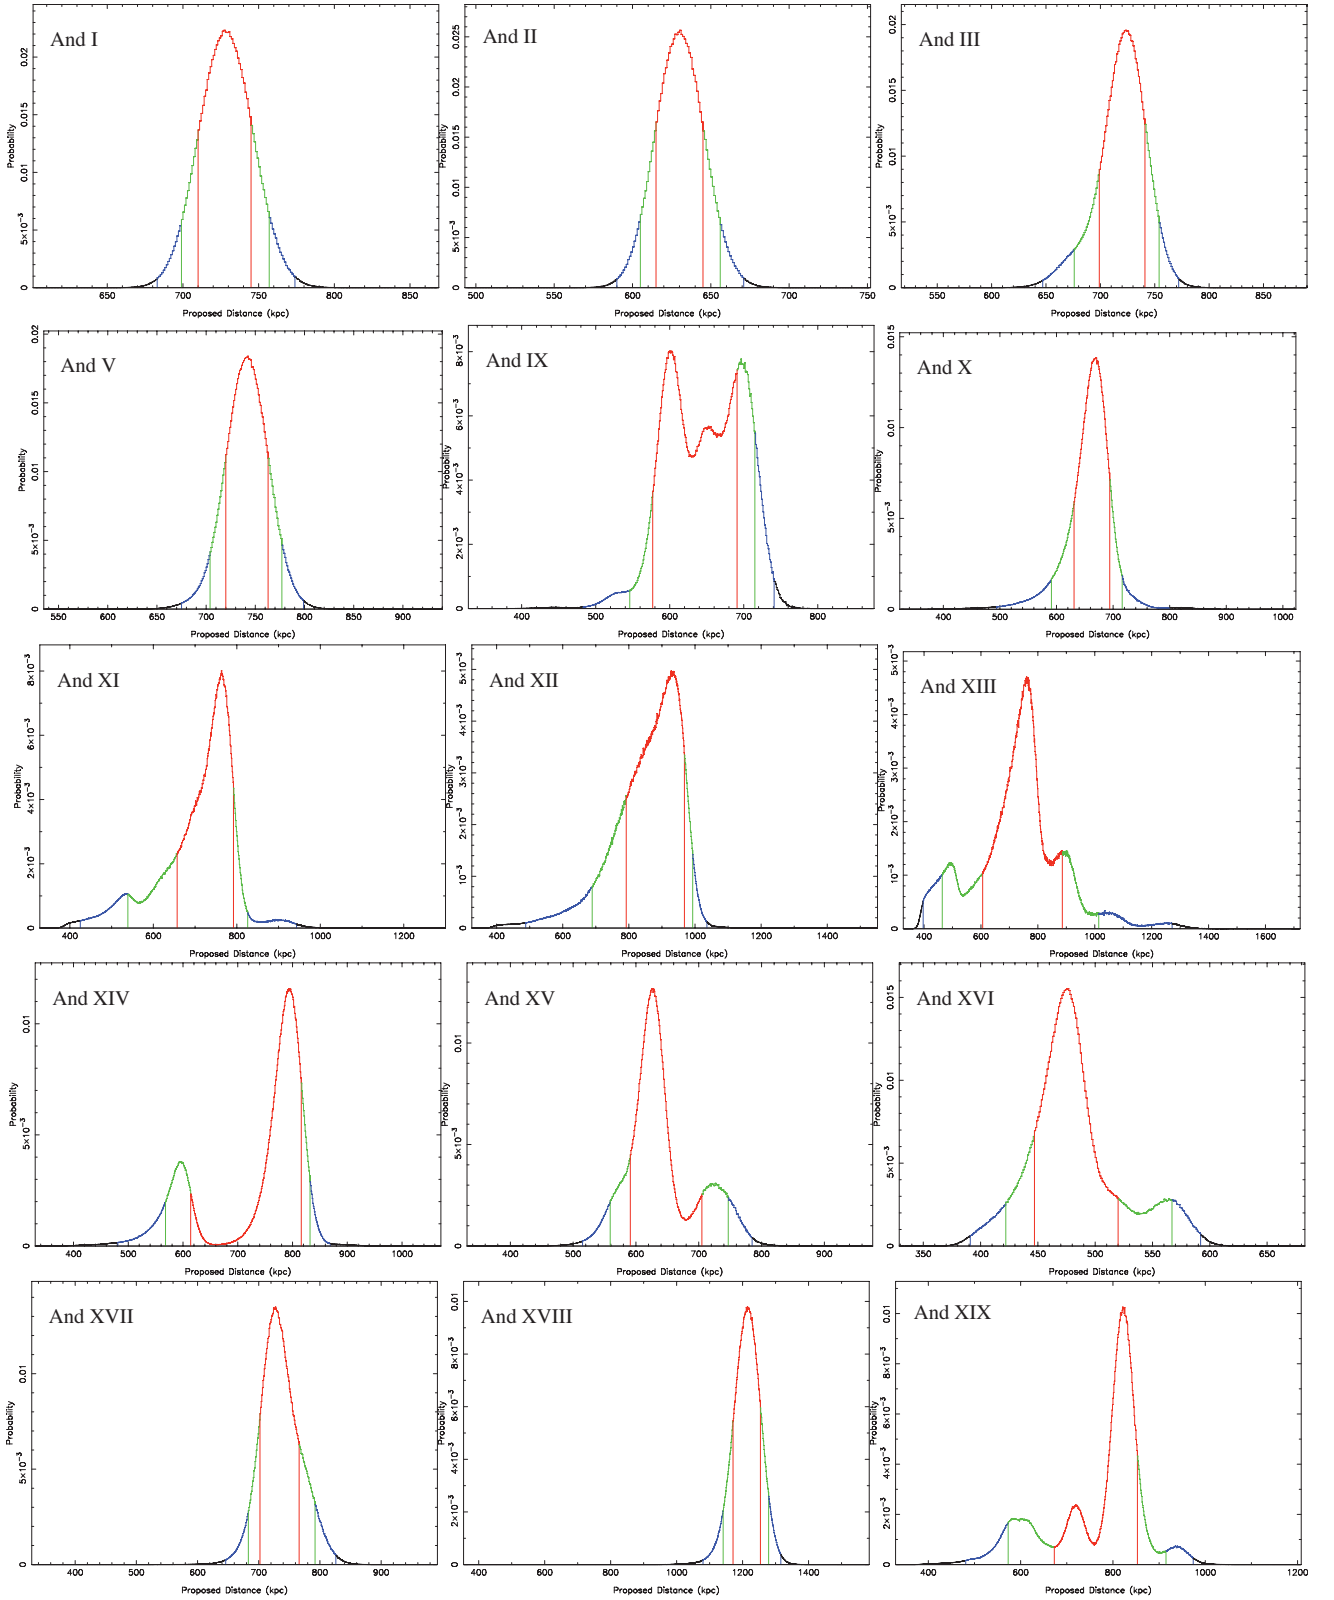 And I
Probability
0 5×10⁻³ 0.01 0.015 0.02
650 700 750 800 850
Proposed Distance (kpc)
And II
Probability
0 5×10⁻³ 0.01 0.015 0.02 0.025
500 550 600 650 700 750
Proposed Distance (kpc)
And III
Probability
0 5×10⁻³ 0.01 0.015 0.02
550 600 650 700 750 800 850
Proposed Distance (kpc)
And V
Probability
0 5×10⁻³ 0.01 0.015 0.02
550 600 650 700 750 800 850 900
Proposed Distance (kpc)
And IX
Probability
0 2×10⁻³ 4×10⁻³ 6×10⁻³ 8×10⁻³
400 500 600 700 800
Proposed Distance (kpc)
And X
Probability
0 5×10⁻³ 0.01 0.015
400 500 600 700 800 900 1000
Proposed Distance (kpc)
And XI
Probability
0 2×10⁻³ 4×10⁻³ 6×10⁻³ 8×10⁻³
400 600 800 1000 1200
Proposed Distance (kpc)
And XII
Probability
0 10⁻³ 2×10⁻³ 3×10⁻³ 4×10⁻³ 5×10⁻³
400 600 800 1000 1200 1400
Proposed Distance (kpc)
And XIII
Probability
0 10⁻³ 2×10⁻³ 3×10⁻³ 4×10⁻³ 5×10⁻³
400 600 800 1000 1200 1400 1600
Proposed Distance (kpc)
And XIV
Probability
0 5×10⁻³ 0.01
400 500 600 700 800 900 1000
Proposed Distance (kpc)
And XV
Probability
0 5×10⁻³ 0.01
400 500 600 700 800 900
Proposed Distance (kpc)
And XVI
Probability
0 5×10⁻³ 0.01 0.015
350 400 450 500 550 600 650
Proposed Distance (kpc)
And XVII
Probability
0 5×10⁻³ 0.01
400 500 600 700 800 900
Proposed Distance (kpc)
And XVIII
Probability
0 2×10⁻³ 4×10⁻³ 6×10⁻³ 8×10⁻³ 0.01
400 600 800 1000 1200 1400
Proposed Distance (kpc)
And XIX
Probability
0 2×10⁻³ 4×10⁻³ 6×10⁻³ 8×10⁻³ 0.01
400 600 800 1000 1200
Proposed Distance (kpc)